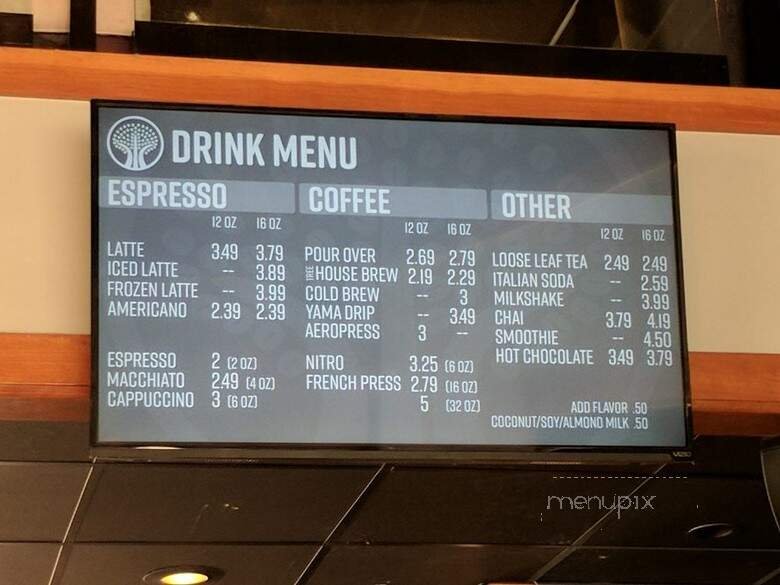 DRINK MENU
ESPRESSO
12 OZ 16 OZ
LATTE 3.49 3.79
ICED LATTE -- 3.89
FROZEN LATTE -- 3.99
AMERICANO 2.39 2.39
ESPRESSO 2 (2 OZ)
MACCHIATO 2.49 (4 OZ)
CAPPUCCINO 3 (6 OZ)
COFFEE
12 OZ 16 OZ
POUR OVER 2.69 2.79
TREE HOUSE BREW 2.19 2.29
COLD BREW -- 3
YAMA DRIP -- 3.49
AEROPRESS 3 --
NITRO 3.25 (6 OZ)
FRENCH PRESS 2.79 (16 OZ)
5 (32 OZ)
OTHER
12 OZ 16 OZ
LOOSE LEAF TEA 2.49 2.49
ITALIAN SODA -- 2.59
MILKSHAKE -- 3.99
CHAI 3.79 4.19
SMOOTHIE -- 4.50
HOT CHOCOLATE 3.49 3.79
ADD FLAVOR .50
COCONUT/SOY/ALMOND MILK .50
VIZIO
menupix